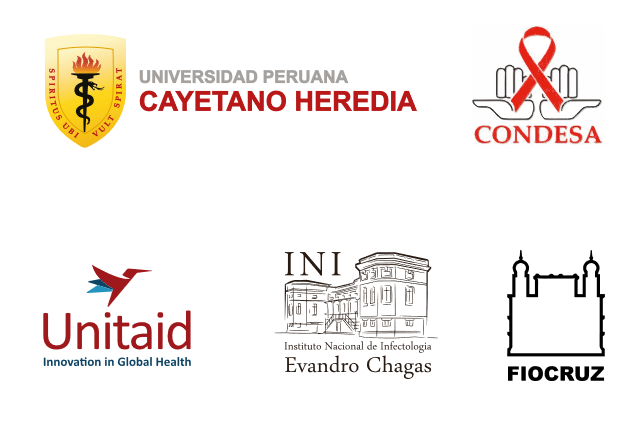 SPIRITUS UBI VULT SPIRAT
UNIVERSIDAD PERUANA
CAYETANO HEREDIA
CONDESA
Unitaid
Innovation in Global Health
INI
Instituto Nacional de Infectologia
Evandro Chagas
FIOCRUZ